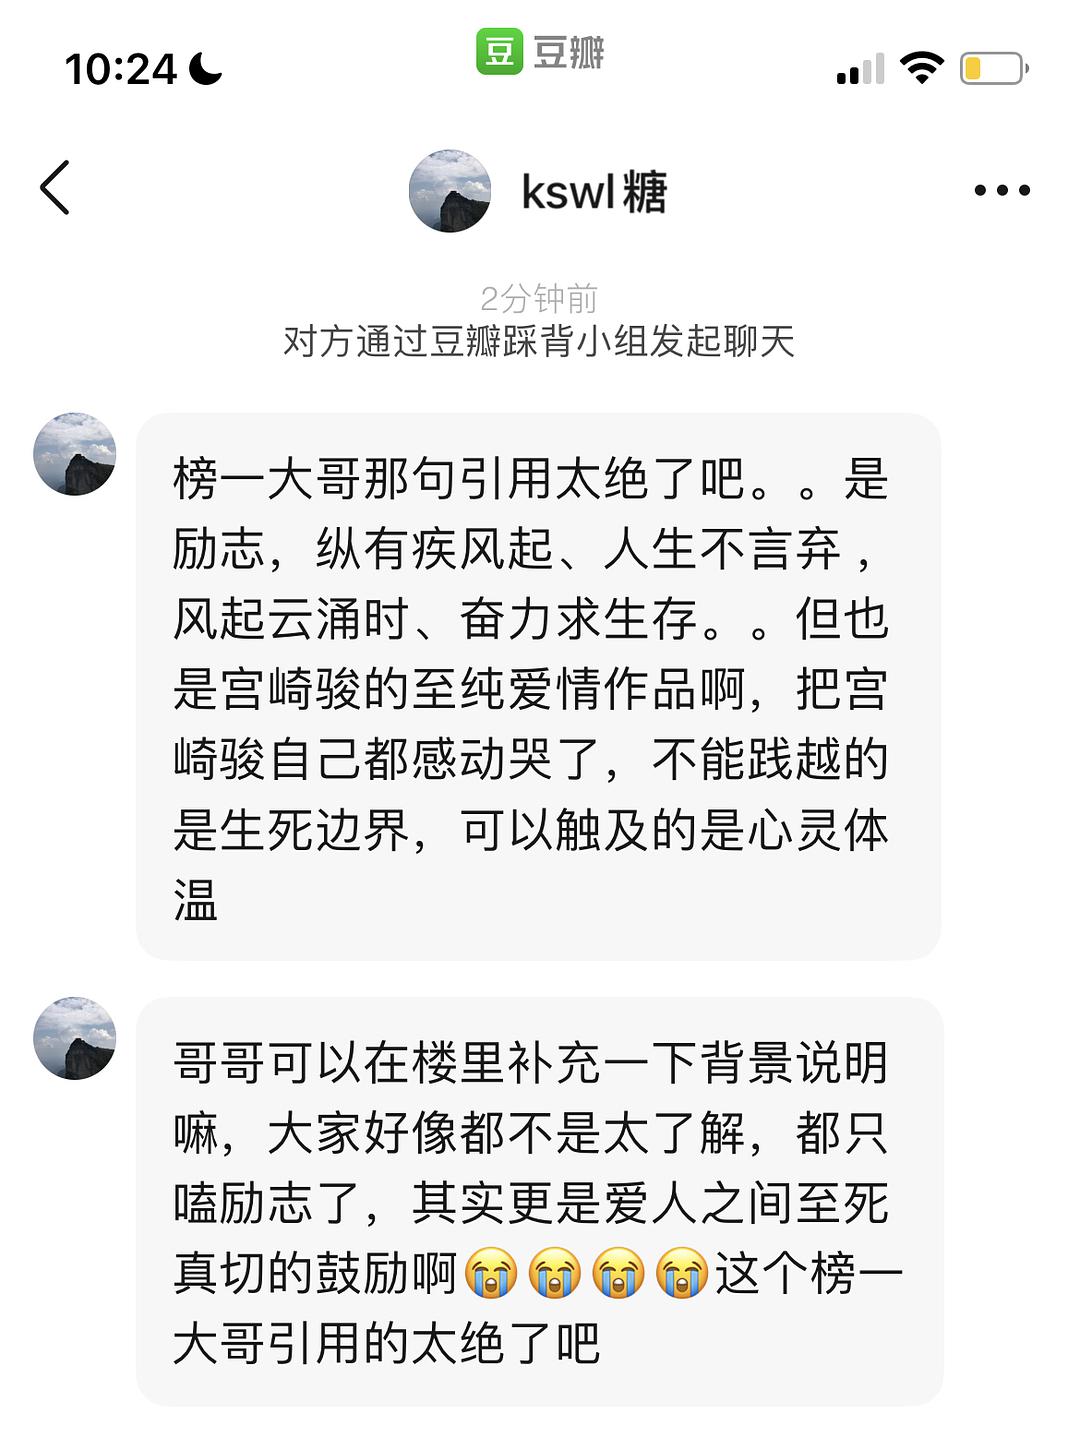 10:24
豆 豆瓣
kswl糖
2分钟前
对方通过豆瓣踩背小组发起聊天
榜一大哥那句引用太绝了吧。。是
励志，纵有疾风起、人生不言弃，
风起云涌时、奋力求生存。。但也
是宫崎骏的至纯爱情作品啊，把宫
崎骏自己都感动哭了，不能践越的
是生死边界，可以触及的是心灵体
温
哥哥可以在楼里补充一下背景说明
嘛，大家好像都不是太了解，都只
嗑励志了，其实更是爱人之间至死
真切的鼓励啊😭😭😭😭这个榜一
大哥引用的太绝了吧